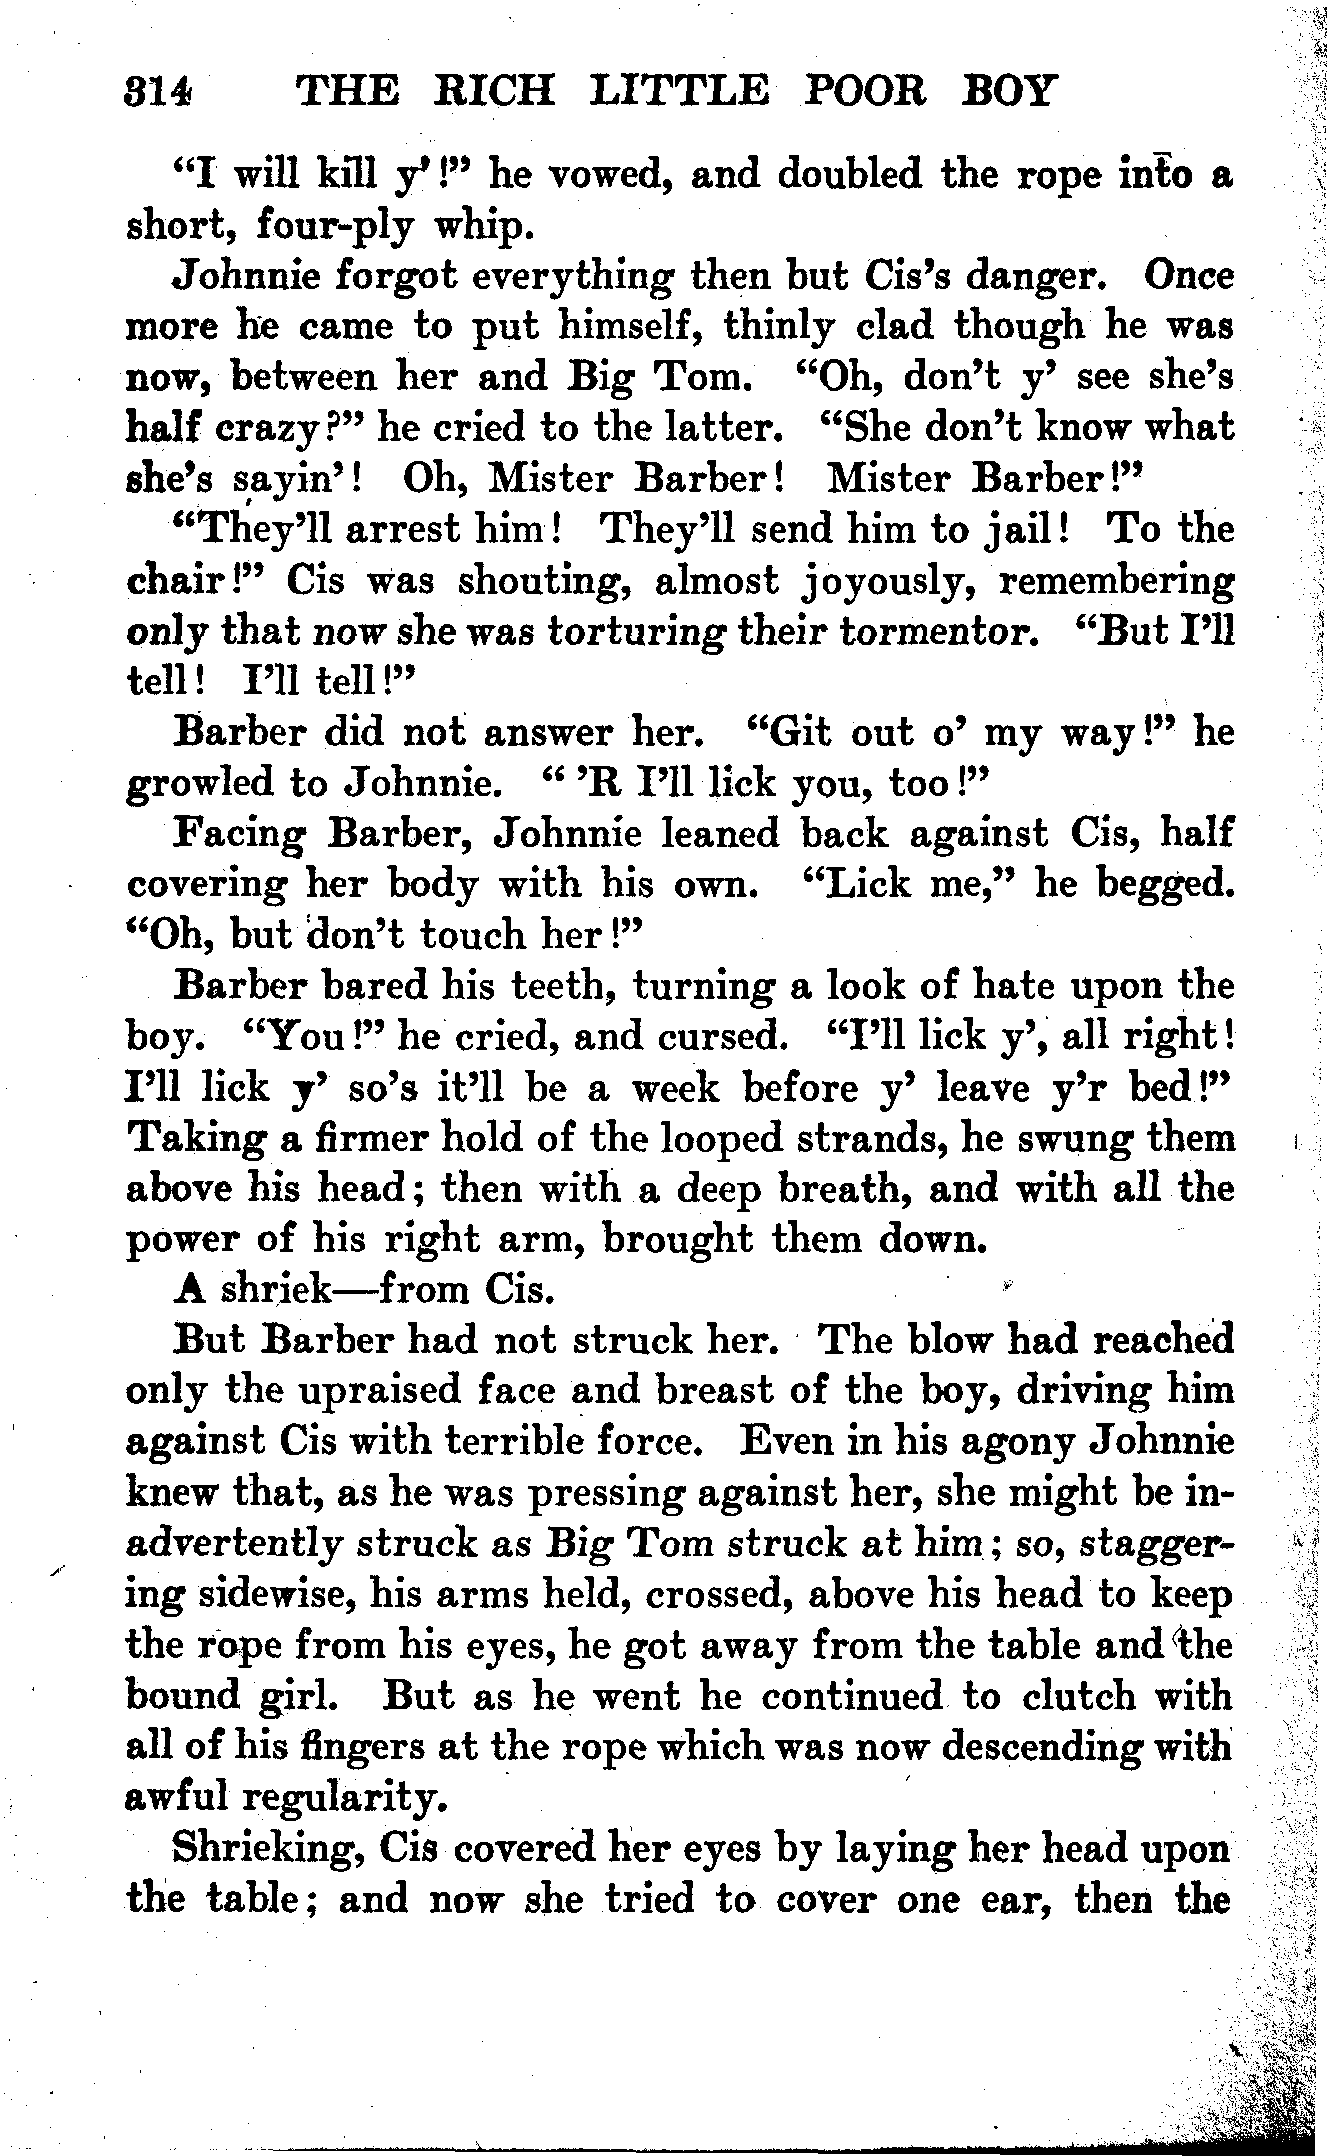 314 THE RICH LITTLE POOR BOY
“I will kill y’!” he vowed, and doubled the rope into a
short, four-ply whip.
Johnnie forgot everything then but Cis’s danger. Once
more he came to put himself, thinly clad though he was
now, between her and Big Tom. “Oh, don’t y’ see she’s
half crazy?” he cried to the latter. “She don’t know what
she’s sayin’! Oh, Mister Barber! Mister Barber!”
“They’ll arrest him! They’ll send him to jail! To the
chair!” Cis was shouting, almost joyously, remembering
only that now she was torturing their tormentor. “But I’ll
tell! I’ll tell!”
Barber did not answer her. “Git out o’ my way!” he
growled to Johnnie. “ ’R I’ll lick you, too!”
Facing Barber, Johnnie leaned back against Cis, half
covering her body with his own. “Lick me,” he begged.
“Oh, but don’t touch her!”
Barber bared his teeth, turning a look of hate upon the
boy. “You!” he cried, and cursed. “I’ll lick y’, all right!
I’ll lick y’ so’s it’ll be a week before y’ leave y’r bed!”
Taking a firmer hold of the looped strands, he swung them
above his head; then with a deep breath, and with all the
power of his right arm, brought them down.
A shriek—from Cis.
But Barber had not struck her. The blow had reached
only the upraised face and breast of the boy, driving him
against Cis with terrible force. Even in his agony Johnnie
knew that, as he was pressing against her, she might be in-
advertently struck as Big Tom struck at him; so, stagger-
ing sidewise, his arms held, crossed, above his head to keep
the rope from his eyes, he got away from the table and the
bound girl. But as he went he continued to clutch with
all of his fingers at the rope which was now descending with
awful regularity.
Shrieking, Cis covered her eyes by laying her head upon
the table; and now she tried to cover one ear, then the